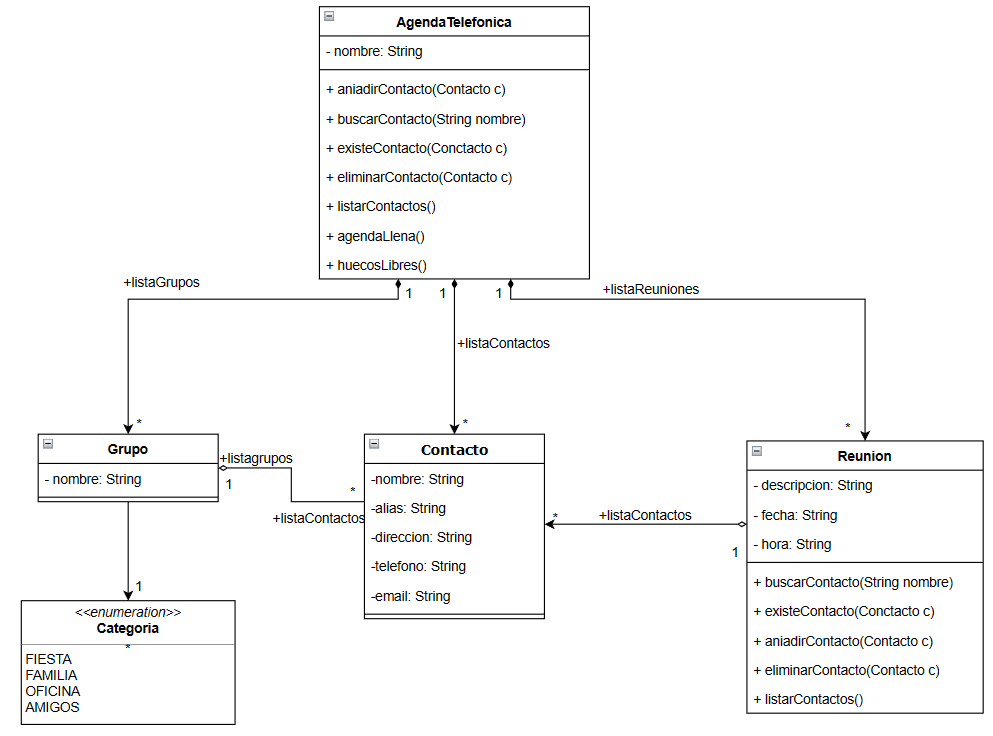 AgendaTelefonica
- nombre: String
+ aniadirContacto(Contacto c)
+ buscarContacto(String nombre)
+ existeContacto(Conctacto c)
+ eliminarContacto(Contacto c)
+ listarContactos()
+ agendaLlena()
+ huecosLibres()
+listaGrupos
1
1
1
+listaReuniones
+listaContactos
*
*
*
Grupo
- nombre: String
+listagrupos
1
*
+listaContactos
Contacto
-nombre: String
-alias: String
-direccion: String
-telefono: String
-email: String
*
+listaContactos
1
Reunion
- descripcion: String
- fecha: String
- hora: String
+ buscarContacto(String nombre)
+ existeContacto(Conctacto c)
+ aniadirContacto(Contacto c)
+ eliminarContacto(Contacto c)
+ listarContactos()
1
<<enumeration>>
Categoria
*
FIESTA
FAMILIA
OFICINA
AMIGOS